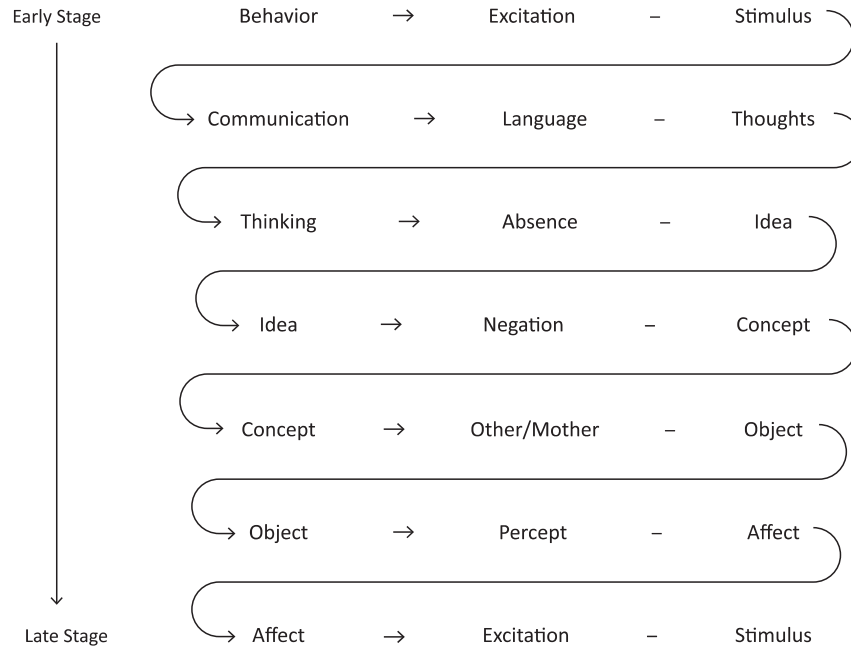 Early Stage Behavior → Excitation – Stimulus
Communication → Language – Thoughts
Thinking → Absence – Idea
Idea → Negation – Concept
Concept → Other/Mother – Object
Object → Percept – Affect
Late Stage Affect → Excitation – Stimulus